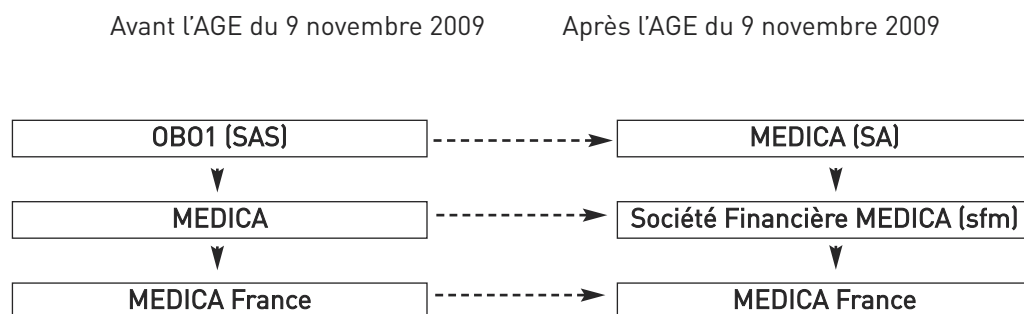 Avant l'AGE du 9 novembre 2009 Après l'AGE du 9 novembre 2009
OBO1 (SAS) MEDICA (SA)
MEDICA Société Financière MEDICA (sfm)
MEDICA France MEDICA France